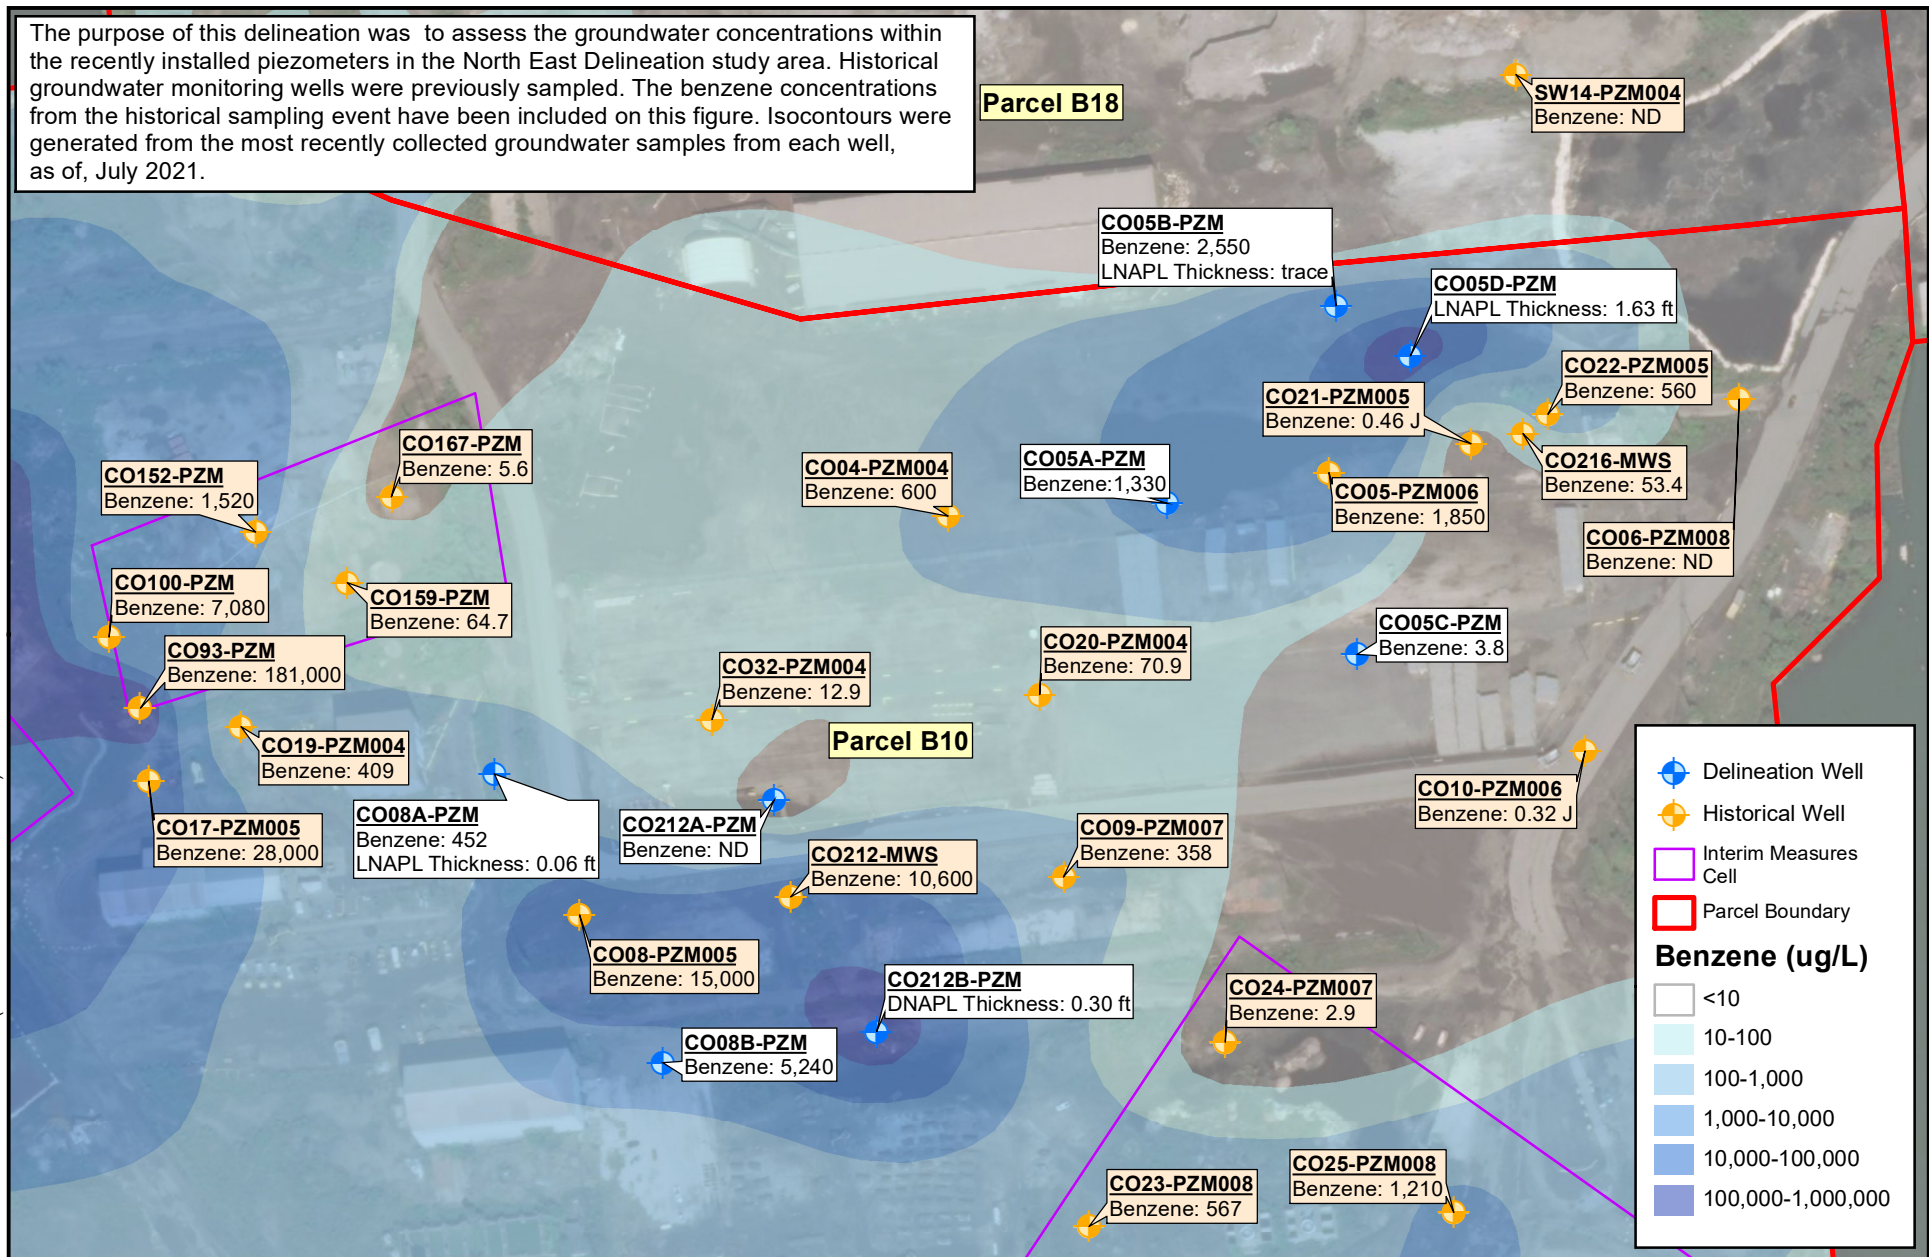 The purpose of this delineation was  to assess the groundwater concentrations within
the recently installed piezometers in the North East Delineation study area. Historical
groundwater monitoring wells were previously sampled. The benzene concentrations
from the historical sampling event have been included on this figure. Isocontours were
generated from the most recently collected groundwater samples from each well,
as of, July 2021.
Parcel B18
SW14-PZM004
Benzene: ND
CO05B-PZM
Benzene: 2,550
LNAPL Thickness: trace
CO05D-PZM
LNAPL Thickness: 1.63 ft
CO22-PZM005
Benzene: 560
CO21-PZM005
Benzene: 0.46 J
CO167-PZM
Benzene: 5.6
CO152-PZM
Benzene: 1,520
CO04-PZM004
Benzene: 600
CO05A-PZM
Benzene:1,330
CO216-MWS
Benzene: 53.4
CO05-PZM006
Benzene: 1,850
CO06-PZM008
Benzene: ND
CO100-PZM
Benzene: 7,080
CO159-PZM
Benzene: 64.7
CO05C-PZM
Benzene: 3.8
CO93-PZM
Benzene: 181,000
CO32-PZM004
Benzene: 12.9
CO20-PZM004
Benzene: 70.9
Parcel B10
CO19-PZM004
Benzene: 409
CO10-PZM006
Benzene: 0.32 J
CO17-PZM005
Benzene: 28,000
CO08A-PZM
Benzene: 452
LNAPL Thickness: 0.06 ft
CO212A-PZM
Benzene: ND
CO212-MWS
Benzene: 10,600
CO09-PZM007
Benzene: 358
CO08-PZM005
Benzene: 15,000
CO212B-PZM
DNAPL Thickness: 0.30 ft
CO24-PZM007
Benzene: 2.9
CO08B-PZM
Benzene: 5,240
CO23-PZM008
Benzene: 567
CO25-PZM008
Benzene: 1,210
Delineation Well
Historical Well
Interim Measures
Cell
Parcel Boundary
Benzene (ug/L)
<10
10-100
100-1,000
1,000-10,000
10,000-100,000
100,000-1,000,000